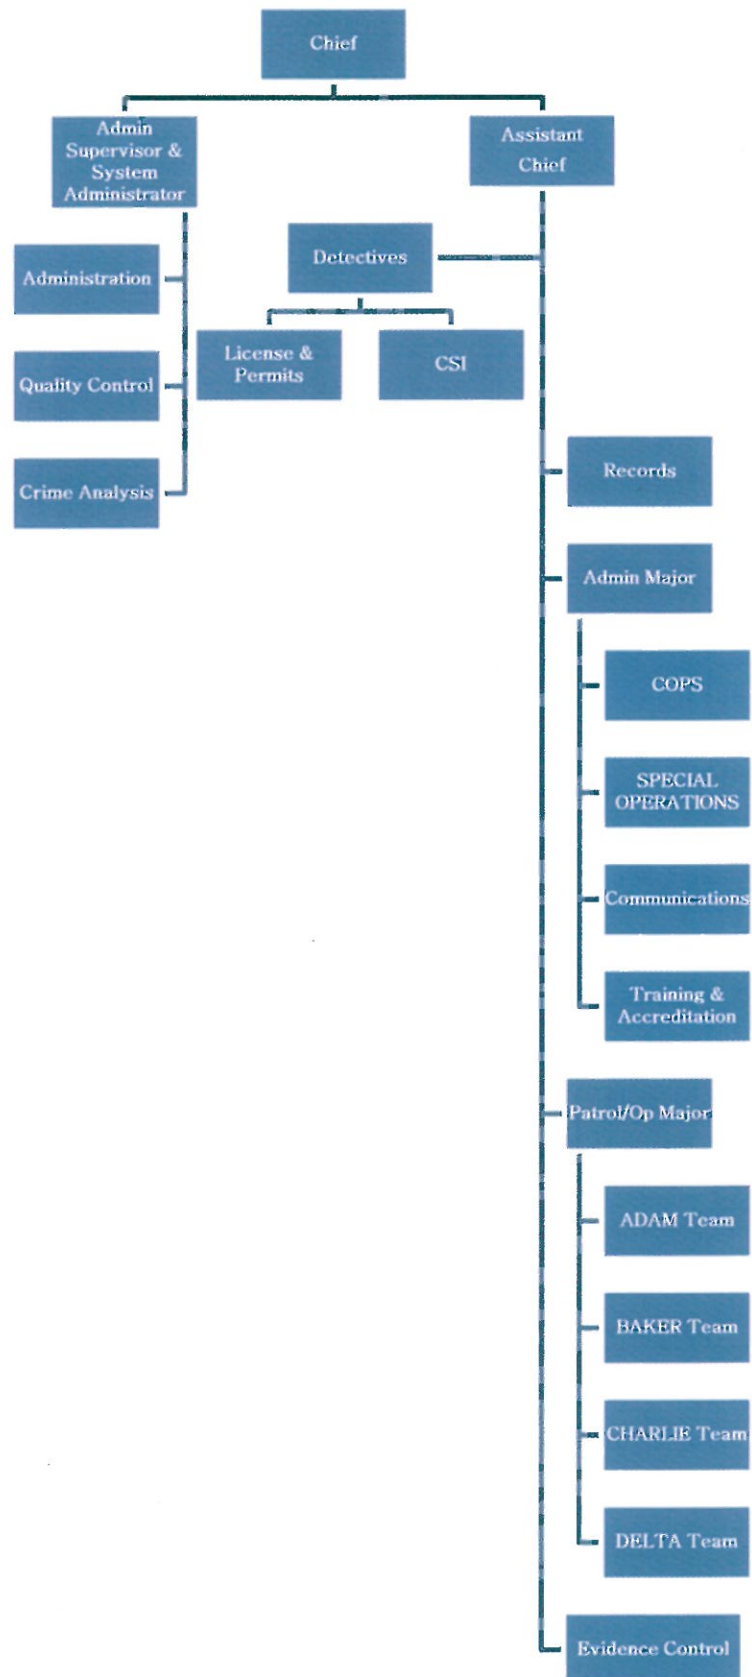 Chief
Admin
Supervisor &
System
Administrator
Assistant
Chief
Detectives
Administration
License &
Permits
CSI
Quality Control
Records
Crime Analysis
Admin Major
COPS
SPECIAL
OPERATIONS
Communications
Training &
Accreditation
Patrol/Op Major
ADAM Team
BAKER Team
CHARLIE Team
DELTA Team
Evidence Control